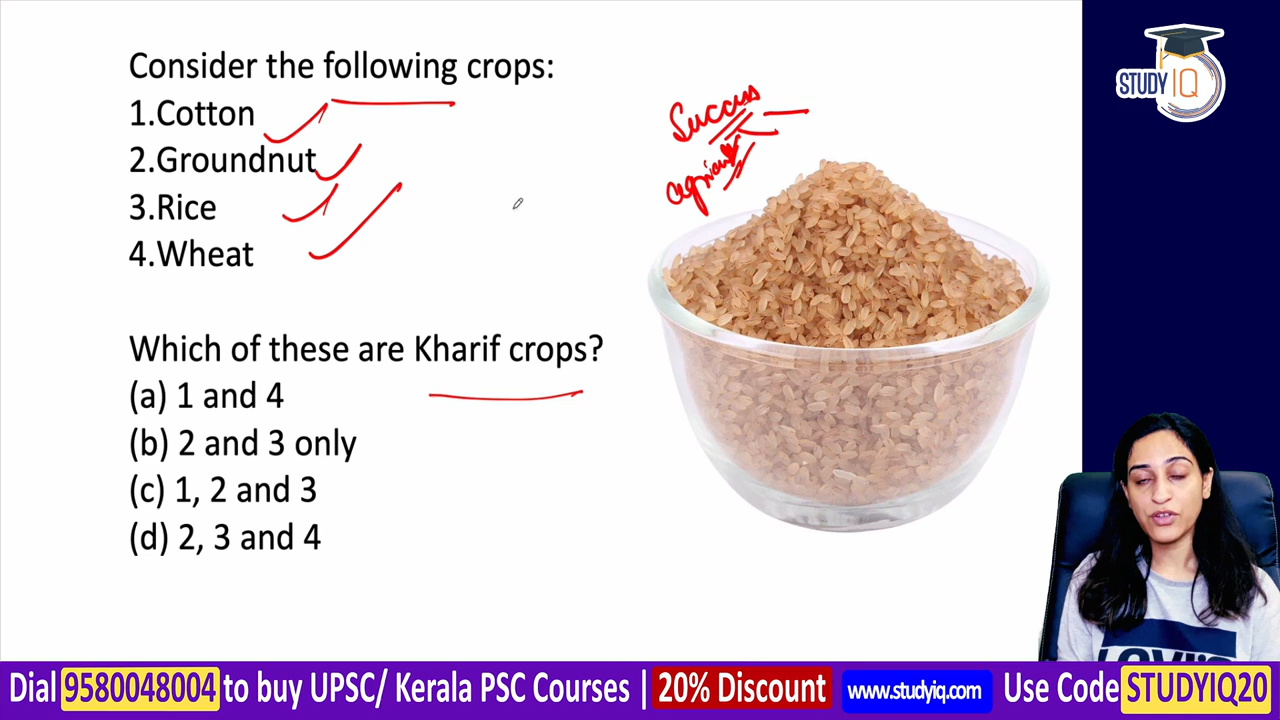 Consider the following crops:
1.Cotton
2.Groundnut
3.Rice
4.Wheat
Which of these are Kharif crops?
(a) 1 and 4
(b) 2 and 3 only
(c) 1, 2 and 3
(d) 2, 3 and 4
Success
STUDY IQ
Dial 9580048004 to buy UPSC/ Kerala PSC Courses | 20% Discount www.studyiq.com Use Code STUDYIQ20